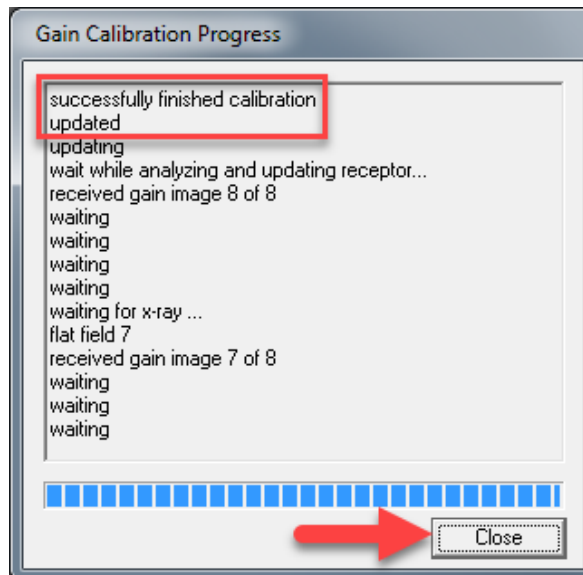 Gain Calibration Progress
successfully finished calibration
updated
updating
wait while analyzing and updating receptor...
received gain image 8 of 8
waiting
waiting
waiting
waiting
waiting for x-ray ...
flat field 7
received gain image 7 of 8
waiting
waiting
waiting
Close